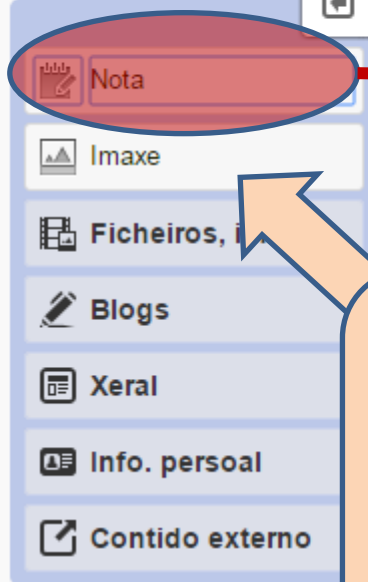 Nota
Imaxe
Ficheiros,
Blogs
Xeral
Info. persoal
Contido externo